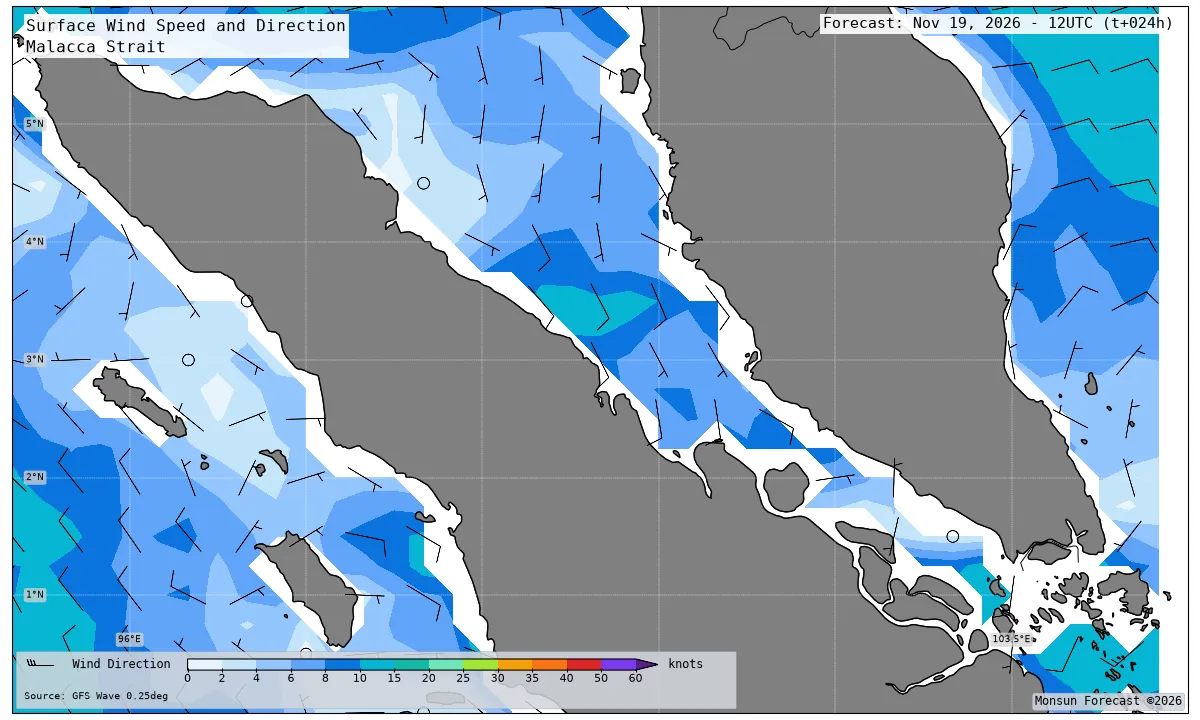 Surface Wind Speed and Direction
Malacca Strait
Forecast: Nov 19, 2026 - 12UTC (t+024h)
5°N
4°N
3°N
2°N
1°N
96°E
103.5°E
Wind Direction
knots
0 2 4 6 8 10 15 20 25 30 35 40 50 60
Source: GFS Wave 0.25deg
Monsun Forecast ©2026